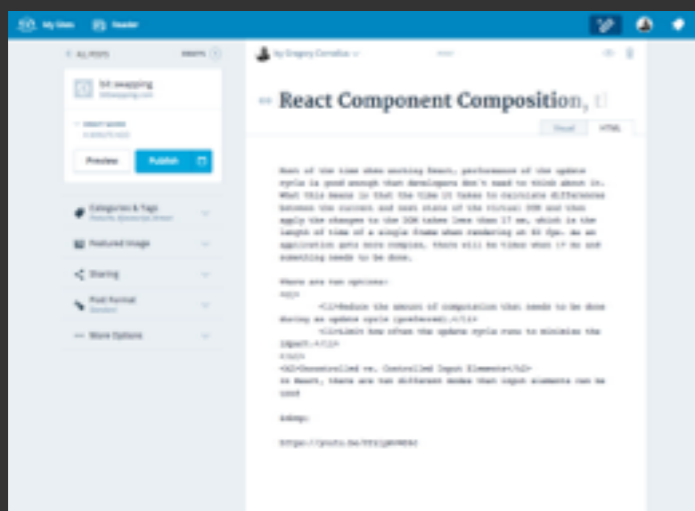 My Sites Reader
ALL POSTS DRAFTS
by Gregory Cornelius
bit swapping
bitswapping.com
React Component Composition, t
Visual HTML
Preview Publish
Categories & Tags
Featured Image
Sharing
Post Format
Standard
More Options
Most of the time when working React, performance of the update
cycle is good enough that developers don't need to think about it.
What this means is that the time it takes to calculate differences
between the current and next state of the virtual DOM and then
apply the changes to the DOM takes less than 17 ms, which is the
length of time of a single frame when rendering at 60 fps. As an
application gets more complex, there will be times when
something needs to be done.
There are two options:
<ul>
<li>Reduce the amount of computation that needs to be done
during an update cycle (preferred).</li>
<li>Limit how often the update cycle runs to minimize the
impact.</li>
</ul>
<h2>Uncontrolled vs. Controlled Input Elements</h2>
In React, there are two different modes that input elements can be
used
&nbsp;